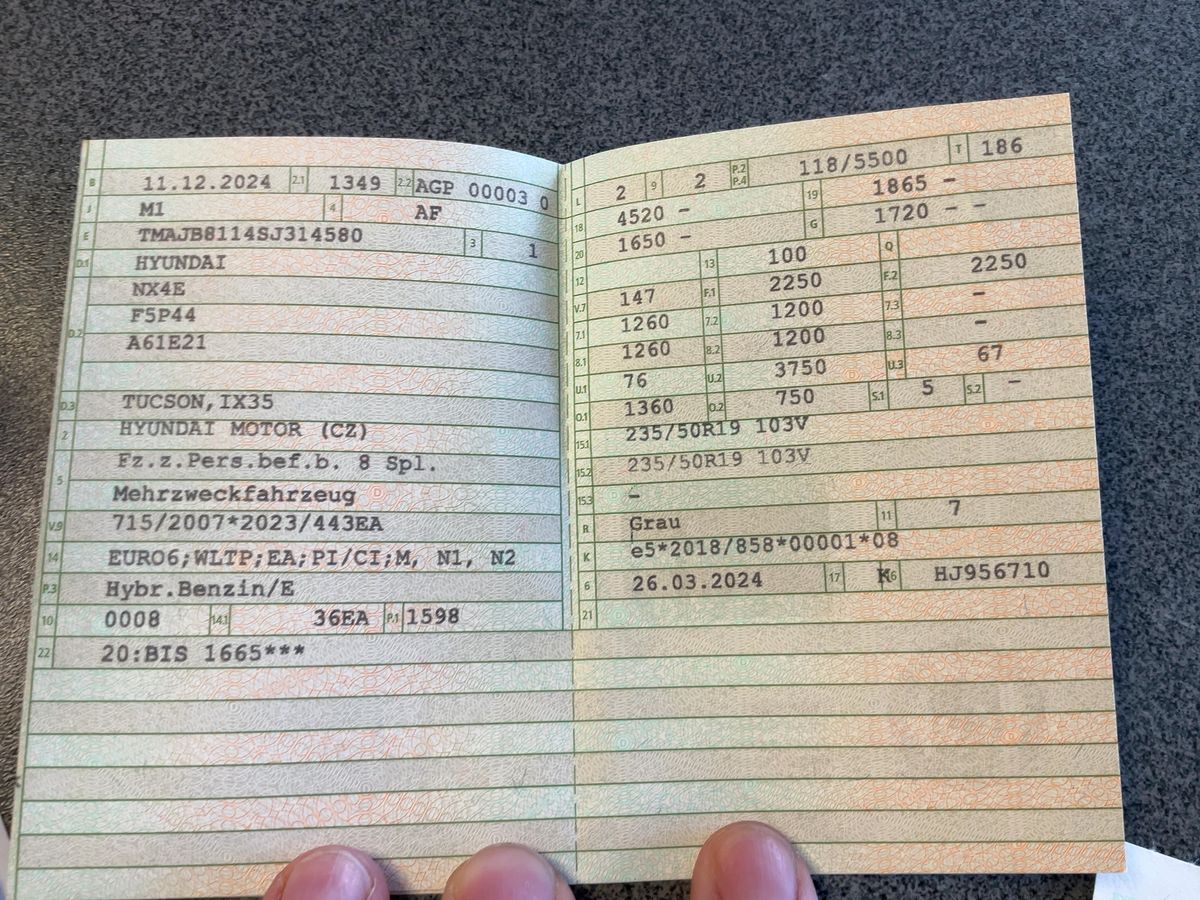 B 11.12.2024 2.1 1349 2.2 AGP 00003 0
J M1 4 AF
E TMAJB8114SJ314580 3 1
D.1 HYUNDAI
NX4E
D.2 F5P44
A61E21
D.3 TUCSON,IX35
2 HYUNDAI MOTOR (CZ)
5 Fz.z.Pers.bef.b. 8 Spl.
Mehrzweckfahrzeug
V.9 715/2007*2023/443EA
14 EURO6;WLTP;EA;PI/CI;M, N1, N2
P.3 Hybr.Benzin/E
10 0008 14.1 36EA P.1 1598
22 20:BIS 1665***
L 2 9 2 P.2 P.4 118/5500 T 186
18 4520 – 19 1865 –
20 1650 – G 1720 – –
12 13 100 Q
V.7 147 F.1 2250 F.2 2250
7.1 1260 7.2 1200 7.3 –
8.1 1260 8.2 1200 8.3 –
U.1 76 U.2 3750 U.3 67
O.1 1360 O.2 750 S.1 5 S.2 –
15.1 235/50R19 103V
15.2 235/50R19 103V
15.3 –
R Grau 11 7
K e5*2018/858*00001*08
6 26.03.2024 17 K 16 HJ956710
21